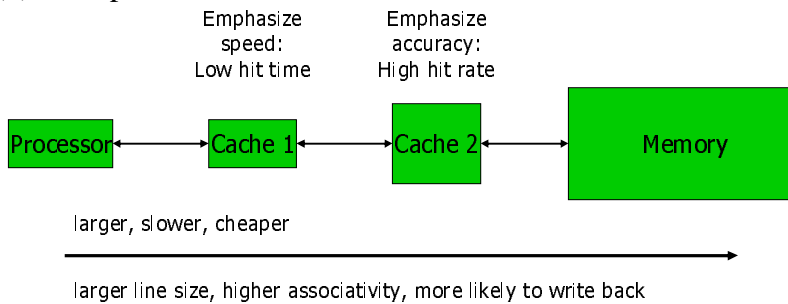 Emphasize
speed:
Low hit time
Emphasize
accuracy:
High hit rate
Processor
Cache 1
Cache 2
Memory
larger, slower, cheaper
larger line size, higher associativity, more likely to write back